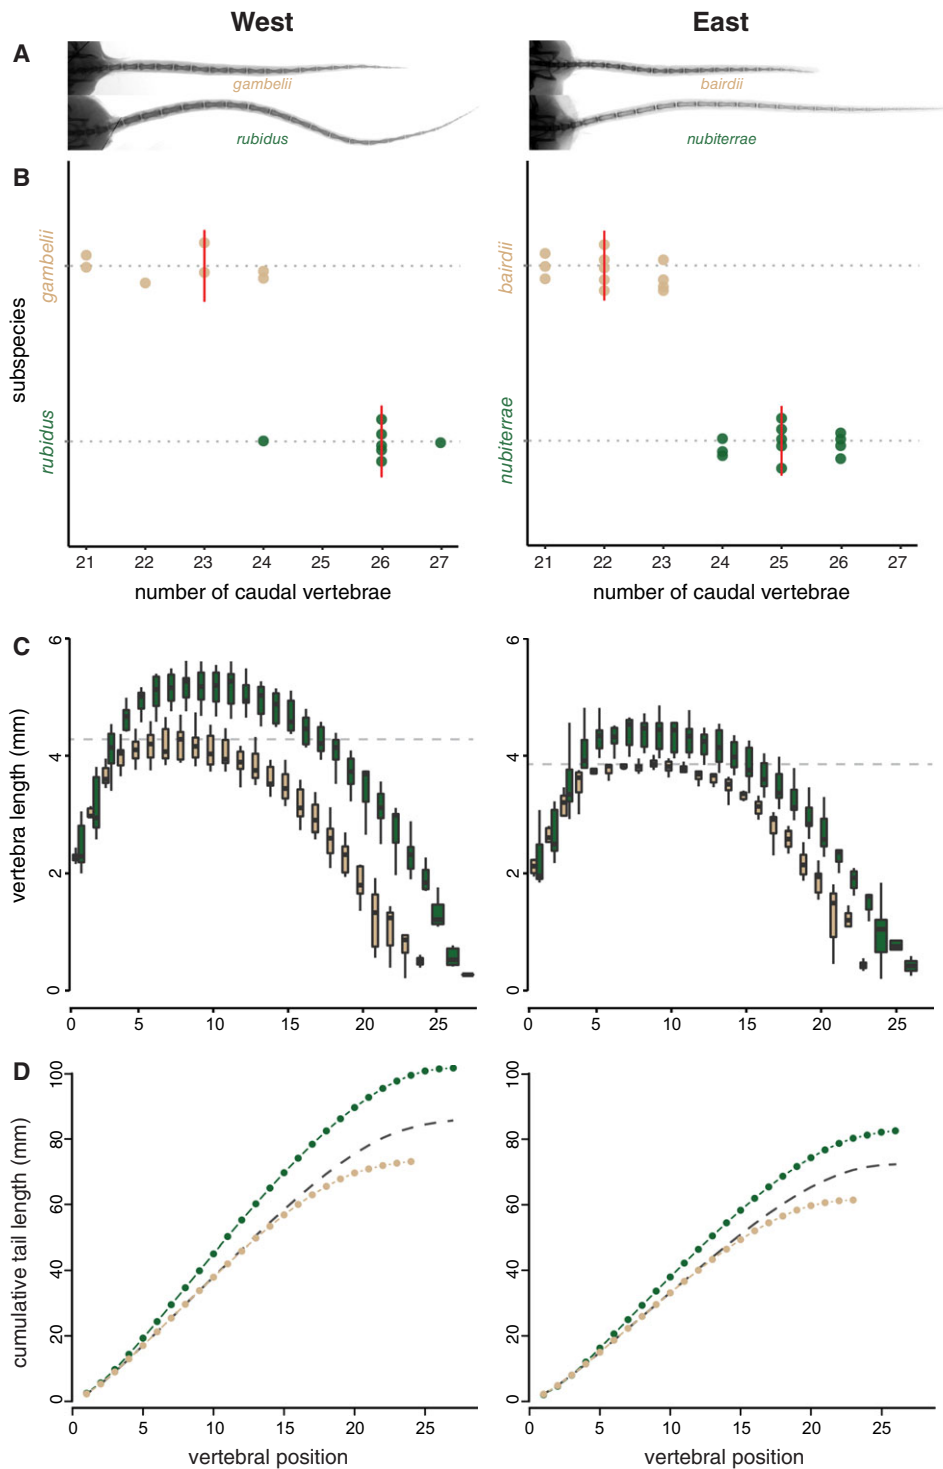 West East
A
gambelii bairdii
rubidus nubiterrae
B
subspecies
gambelii
rubidus
bairdii
nubiterrae
21 22 23 24 25 26 27
21 22 23 24 25 26 27
number of caudal vertebrae number of caudal vertebrae
C
vertebra length (mm)
6
4
2
0
6
4
2
0
0 5 10 15 20 25
0 5 10 15 20 25
D
cumulative tail length (mm)
100
80
60
40
20
0
100
80
60
40
20
0
0 5 10 15 20 25
0 5 10 15 20 25
vertebral position vertebral position